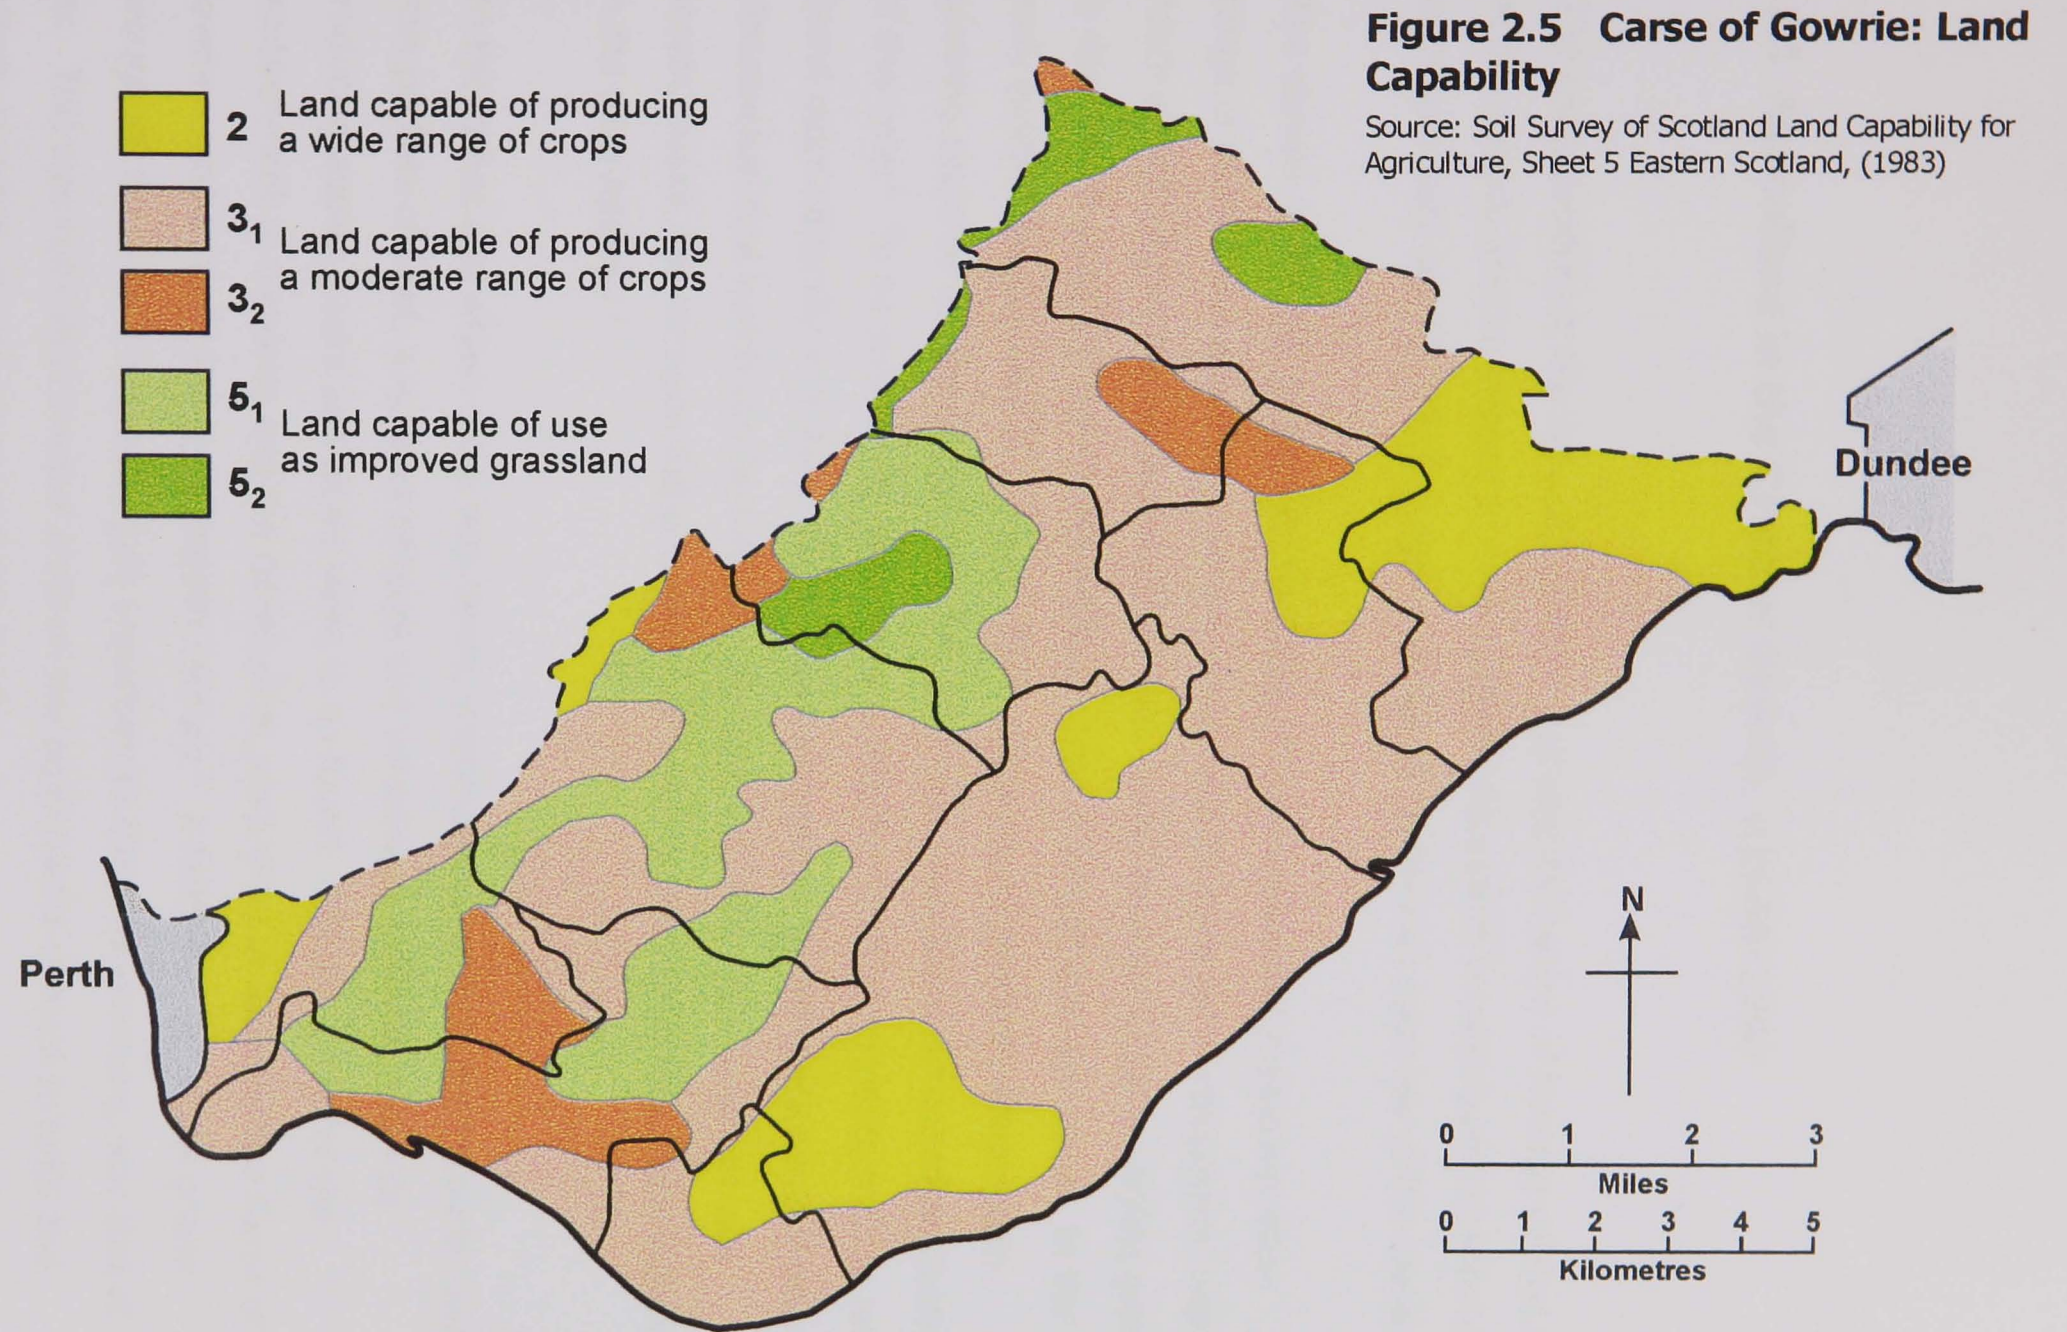 Figure 2.5 Carse of Gowrie: Land
Capability
Source: Soil Survey of Scotland Land Capability for
Agriculture, Sheet 5 Eastern Scotland, (1983)
2 Land capable of producing
a wide range of crops
3₁
Land capable of producing
a moderate range of crops
3₂
5₁
Land capable of use
as improved grassland
5₂
Dundee
Perth
N
0 1 2 3
Miles
0 1 2 3 4 5
Kilometres